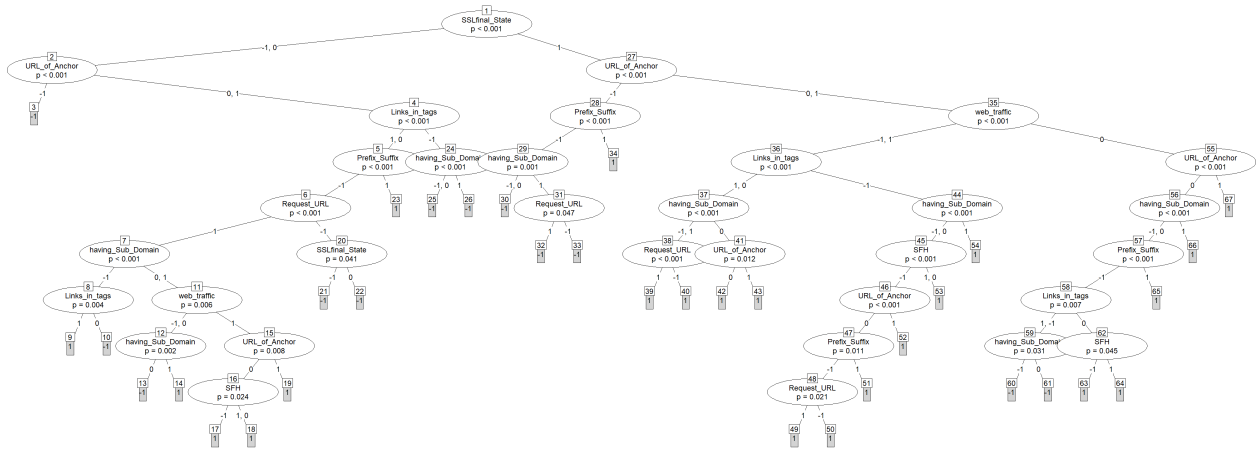 1
SSLfinal_State
p < 0.001
-1, 0
1
2
URL_of_Anchor
p < 0.001
27
URL_of_Anchor
p < 0.001
-1
0, 1
-1
0, 1
3
-1
4
Links_in_tags
p < 0.001
28
Prefix_Suffix
p < 0.001
35
web_traffic
p < 0.001
1, 0
-1
-1
1
-1, 1
0
5
Prefix_Suffix
p < 0.001
24
having_Sub_Doma
p < 0.001
29
having_Sub_Domain
p = 0.001
34
1
36
Links_in_tags
p < 0.001
55
URL_of_Anchor
p < 0.001
-1
1
-1, 0
1
-1, 0
1
1, 0
-1
0
1
6
Request_URL
p < 0.001
23
1
25
-1
26
-1
30
-1
31
Request_URL
p = 0.047
37
having_Sub_Domain
p < 0.001
44
having_Sub_Domain
p < 0.001
56
having_Sub_Domain
p < 0.001
67
1
1
-1
1
-1
-1, 1
0
-1, 0
1
-1, 0
1
7
having_Sub_Domain
p < 0.001
20
SSLfinal_State
p = 0.041
32
-1
33
-1
38
Request_URL
p < 0.001
41
URL_of_Anchor
p = 0.012
45
SFH
p < 0.001
54
1
57
Prefix_Suffix
p < 0.001
66
1
-1
0, 1
-1
0
1
-1
0
1
-1, 1
0
-1
1
8
Links_in_tags
p = 0.004
11
web_traffic
p = 0.006
21
-1
22
-1
39
1
40
1
42
0
43
1
46
URL_of_Anchor
p < 0.001
53
1
58
Links_in_tags
p = 0.007
65
1
1
0
-1, 0
1
0
1
1, -1
0
9
1
10
-1
12
having_Sub_Domain
p = 0.002
15
URL_of_Anchor
p = 0.008
47
Prefix_Suffix
p = 0.011
52
1
59
having_Sub_Doma
p = 0.031
62
SFH
p = 0.045
0
1
0
1
-1
1
-1
0
-1
1
13
-1
14
1
16
SFH
p = 0.024
19
1
48
Request_URL
p = 0.021
51
1
60
-1
61
-1
63
1
64
1
-1
1, 0
1
-1
17
1
18
1
49
1
50
1